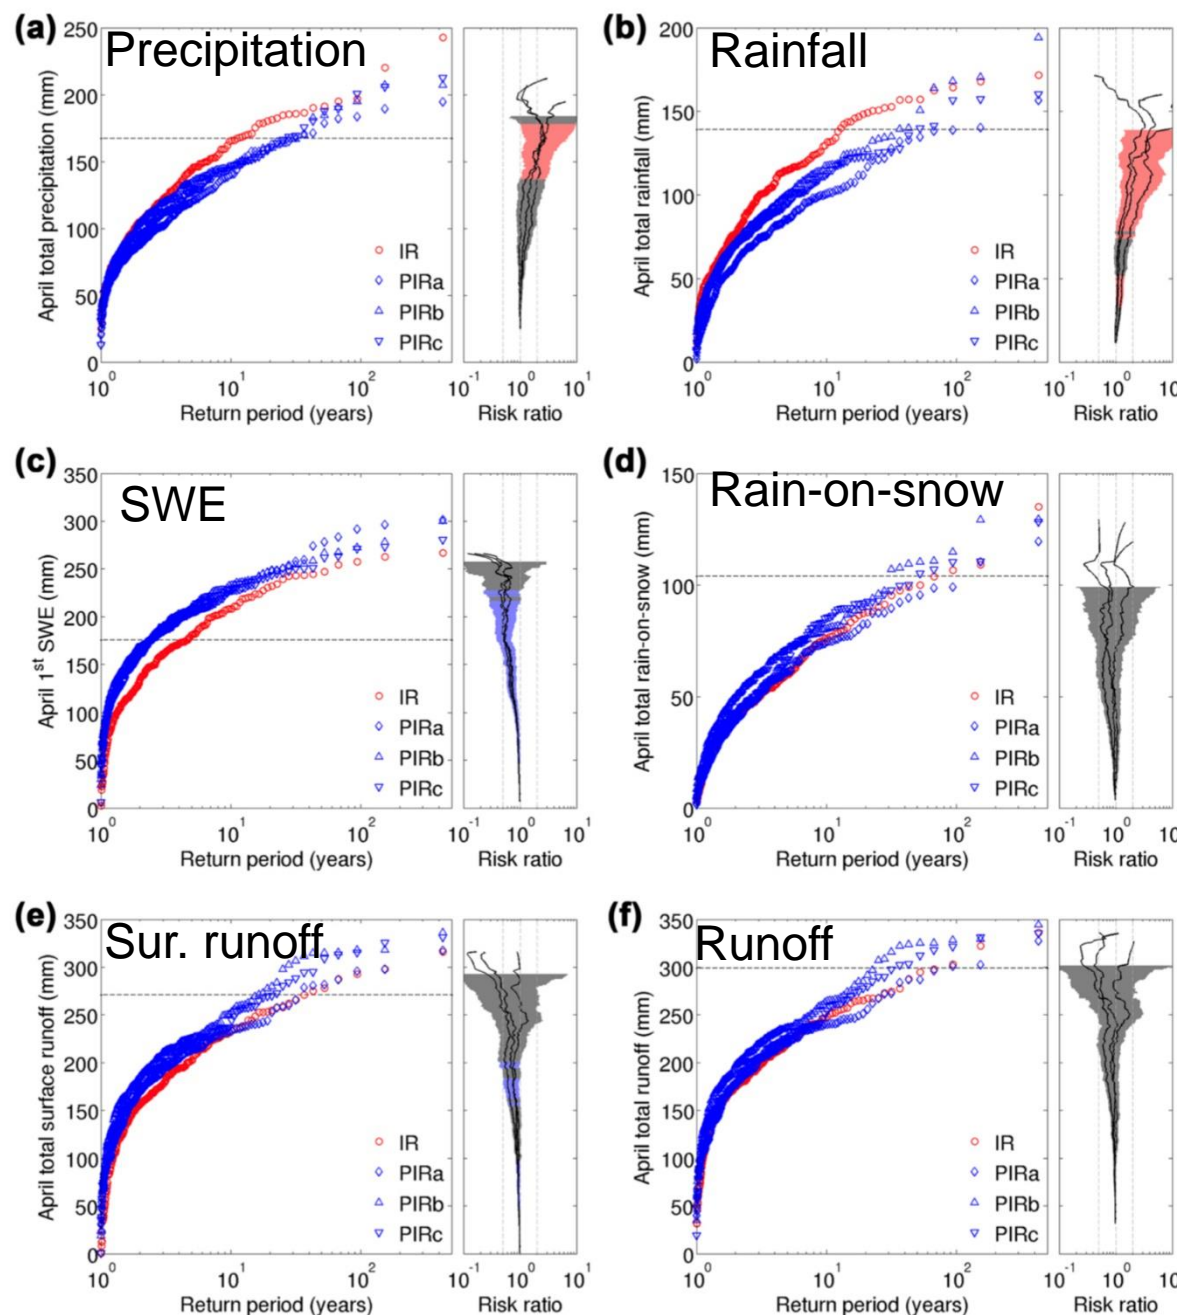 (a) Precipitation
April total precipitation (mm)
250
200
150
100
50
0
IR
PIRa
PIRb
PIRc
10^0 10^1 10^2
Return period (years)
10^-1 10^0 10^1
Risk ratio
(b) Rainfall
April total rainfall (mm)
200
150
100
50
0
IR
PIRa
PIRb
PIRc
10^0 10^1 10^2
Return period (years)
10^-1 10^0 10^1
Risk ratio
(c) SWE
April 1st SWE (mm)
350
300
250
200
150
100
50
0
IR
PIRa
PIRb
PIRc
10^0 10^1 10^2
Return period (years)
10^-1 10^0 10^1
Risk ratio
(d) Rain-on-snow
April total rain-on-snow (mm)
150
100
50
0
IR
PIRa
PIRb
PIRc
10^0 10^1 10^2
Return period (years)
10^-1 10^0 10^1
Risk ratio
(e) Sur. runoff
April total surface runoff (mm)
350
300
250
200
150
100
50
0
IR
PIRa
PIRb
PIRc
10^0 10^1 10^2
Return period (years)
10^-1 10^0 10^1
Risk ratio
(f) Runoff
April total runoff (mm)
350
300
250
200
150
100
50
0
IR
PIRa
PIRb
PIRc
10^0 10^1 10^2
Return period (years)
10^-1 10^0 10^1
Risk ratio